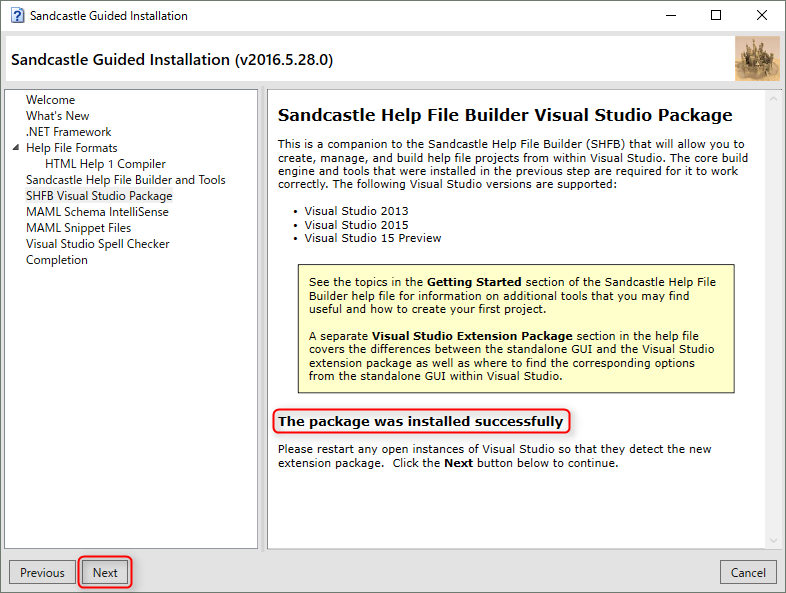 Sandcastle Guided Installation
Sandcastle Guided Installation (v2016.5.28.0)
Welcome
What's New
.NET Framework
Help File Formats
HTML Help 1 Compiler
Sandcastle Help File Builder and Tools
SHFB Visual Studio Package
MAML Schema IntelliSense
MAML Snippet Files
Visual Studio Spell Checker
Completion
Sandcastle Help File Builder Visual Studio Package
This is a companion to the Sandcastle Help File Builder (SHFB) that will allow you to
create, manage, and build help file projects from within Visual Studio. The core build
engine and tools that were installed in the previous step are required for it to work
correctly. The following Visual Studio versions are supported:
• Visual Studio 2013
• Visual Studio 2015
• Visual Studio 15 Preview
See the topics in the Getting Started section of the Sandcastle Help File
Builder help file for information on additional tools that you may find
useful and how to create your first project.
A separate Visual Studio Extension Package section in the help file
covers the differences between the standalone GUI and the Visual Studio
extension package as well as where to find the corresponding options
from the standalone GUI within Visual Studio.
The package was installed successfully
Please restart any open instances of Visual Studio so that they detect the new
extension package.  Click the Next button below to continue.
Previous
Next
Cancel